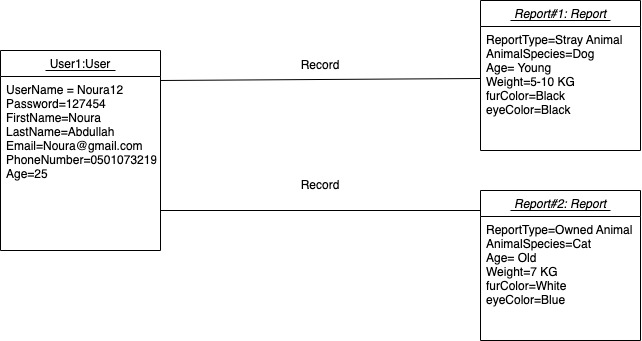 User1:User
UserName = Noura12
Password=127454
FirstName=Noura
LastName=Abdullah
Email=Noura@gmail.com
PhoneNumber=0501073219
Age=25
Record
Record
Report#1: Report
ReportType=Stray Animal
AnimalSpecies=Dog
Age= Young
Weight=5-10 KG
furColor=Black
eyeColor=Black
Report#2: Report
ReportType=Owned Animal
AnimalSpecies=Cat
Age= Old
Weight=7 KG
furColor=White
eyeColor=Blue